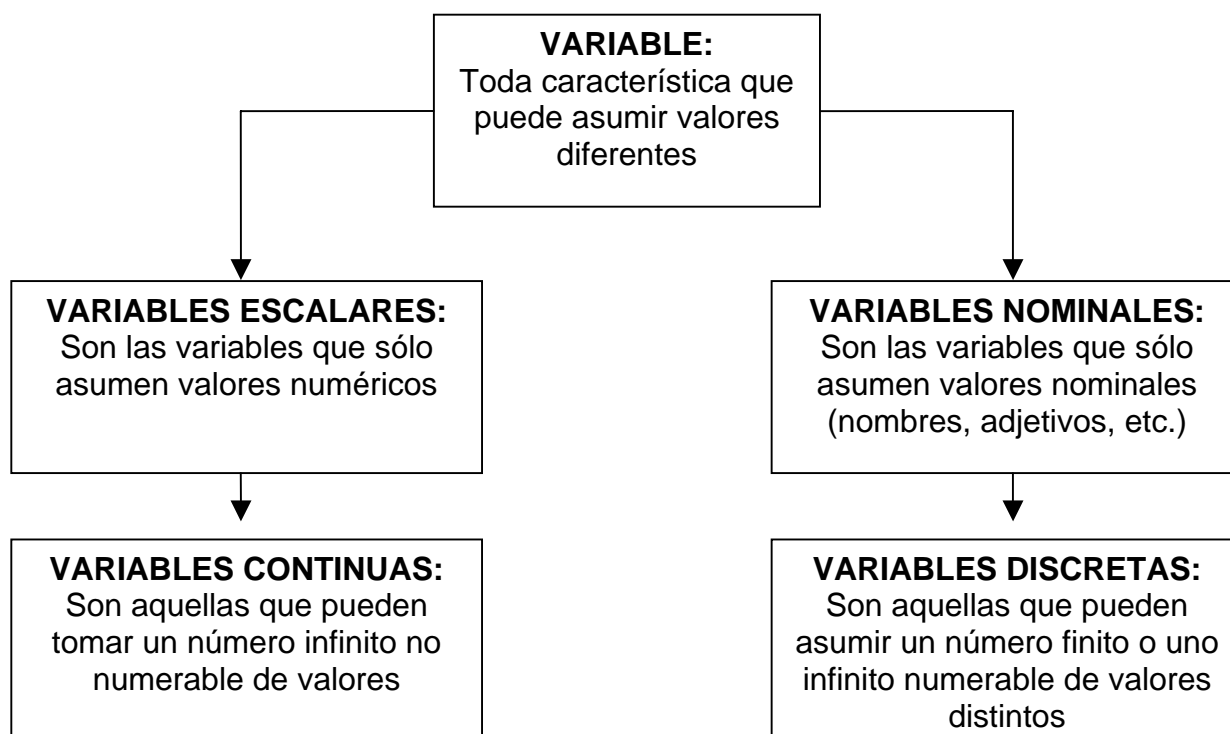 VARIABLE:
Toda característica que
puede asumir valores
diferentes
VARIABLES ESCALARES:
Son las variables que sólo
asumen valores numéricos
VARIABLES NOMINALES:
Son las variables que sólo
asumen valores nominales
(nombres, adjetivos, etc.)
VARIABLES CONTINUAS:
Son aquellas que pueden
tomar un número infinito no
numerable de valores
VARIABLES DISCRETAS:
Son aquellas que pueden
asumir un número finito o uno
infinito numerable de valores
distintos